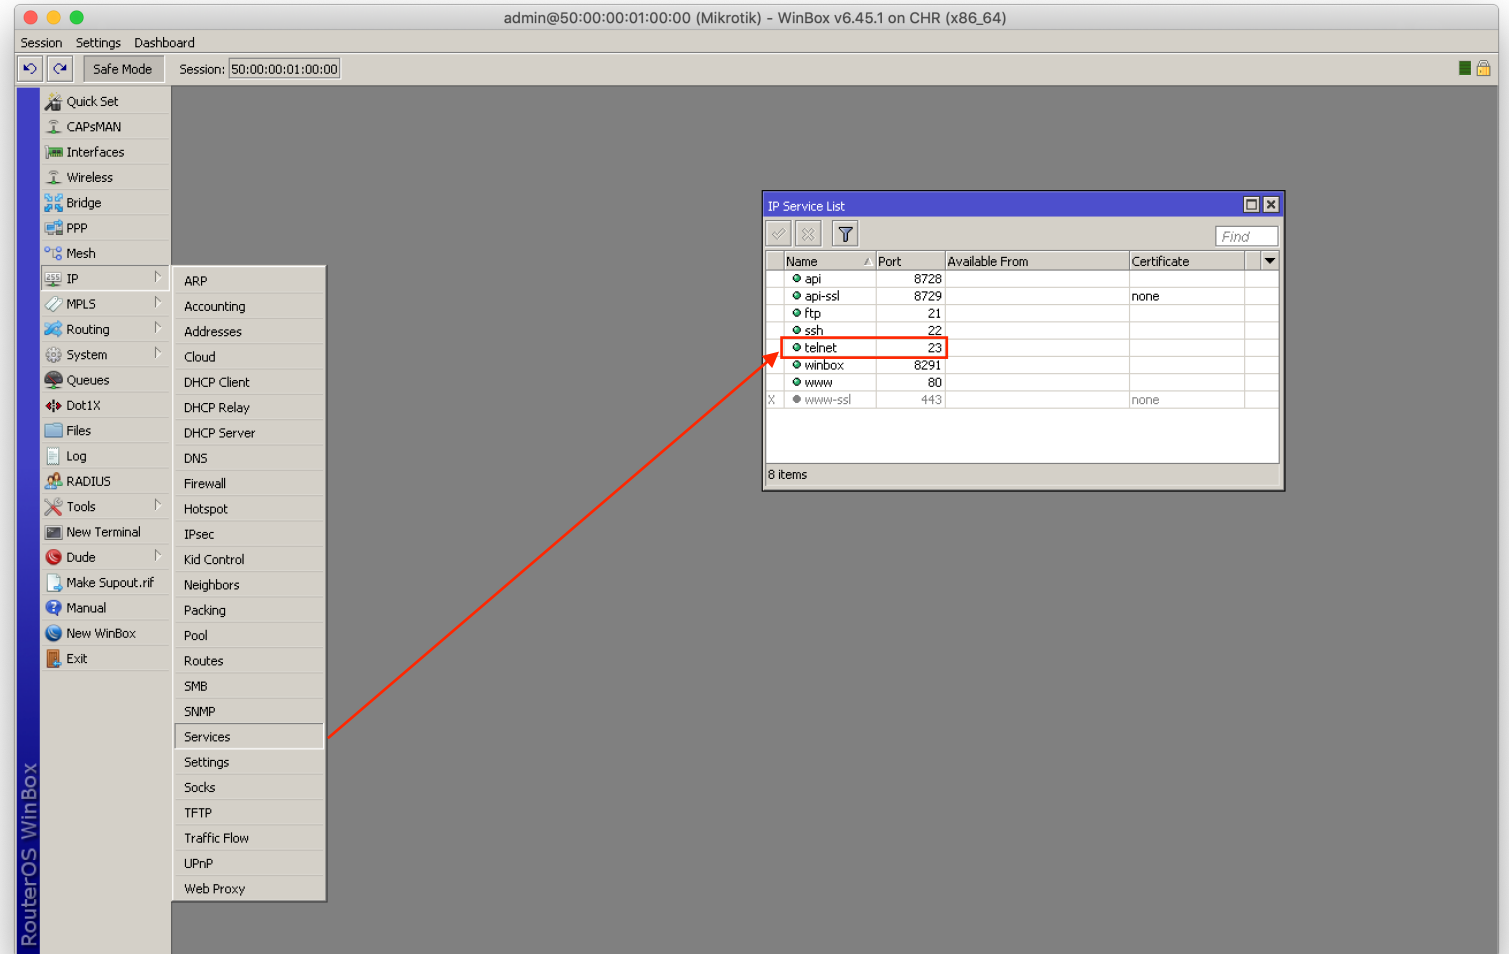 admin@50:00:00:01:00:00 (Mikrotik) - WinBox v6.45.1 on CHR (x86_64)
Session Settings Dashboard
Safe Mode Session: 50:00:00:01:00:00
Quick Set
CAPsMAN
Interfaces
Wireless
Bridge
PPP
Mesh
IP
MPLS
Routing
System
Queues
Dot1X
Files
Log
RADIUS
Tools
New Terminal
Dude
Make Supout.rif
Manual
New WinBox
Exit
RouterOS WinBox
ARP
Accounting
Addresses
Cloud
DHCP Client
DHCP Relay
DHCP Server
DNS
Firewall
Hotspot
IPsec
Kid Control
Neighbors
Packing
Pool
Routes
SMB
SNMP
Services
Settings
Socks
TFTP
Traffic Flow
UPnP
Web Proxy
IP Service List
Find
Name Port Available From Certificate
api 8728
api-ssl 8729 none
ftp 21
ssh 22
telnet 23
winbox 8291
www 80
X www-ssl 443 none
8 items